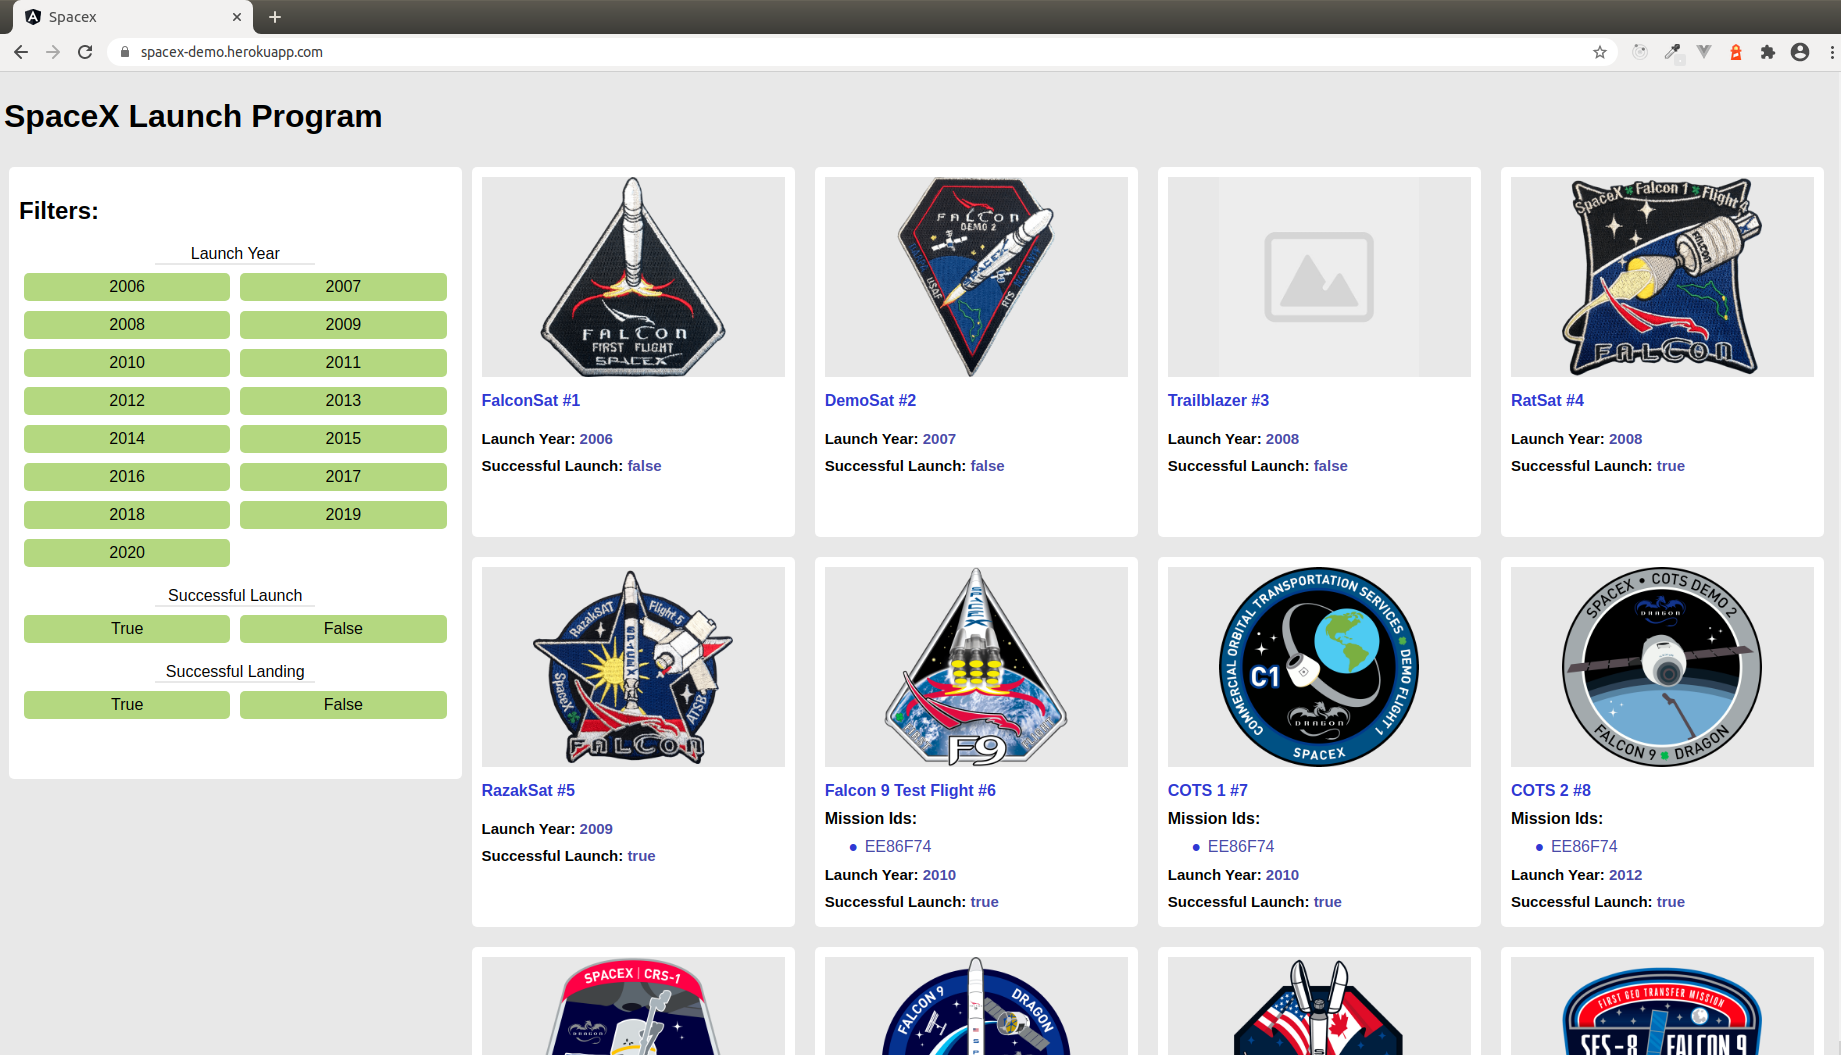 Spacex
spacex-demo.herokuapp.com
SpaceX Launch Program
Filters:
Launch Year
2006 2007
2008 2009
2010 2011
2012 2013
2014 2015
2016 2017
2018 2019
2020
Successful Launch
True False
Successful Landing
True False
FALCON
FIRST FLIGHT
SPACEX
FalconSat #1
Launch Year: 2006
Successful Launch: false
FALCON
DEMO 2
SPACEX
USAF
RTS
DemoSat #2
Launch Year: 2007
Successful Launch: false
Trailblazer #3
Launch Year: 2008
Successful Launch: false
SpaceX Falcon 1 Flight 4
FALCON
FALCON
RatSat #4
Launch Year: 2008
Successful Launch: true
RazakSAT Flight 5
SPACEX
SpaceX
ATSB
FALCON
RazakSat #5
Launch Year: 2009
Successful Launch: true
SPACEX
FIRST FLIGHT
F9
Falcon 9 Test Flight #6
Mission Ids:
EE86F74
Launch Year: 2010
Successful Launch: true
COMMERCIAL ORBITAL TRANSPORTATION SERVICES DEMO FLIGHT 1
C1
DRAGON
SPACEX
COTS 1 #7
Mission Ids:
EE86F74
Launch Year: 2010
Successful Launch: true
SPACEX • COTS DEMO 2
DRAGON
FALCON 9 DRAGON
COTS 2 #8
Mission Ids:
EE86F74
Launch Year: 2012
Successful Launch: true
SPACEX | CRS-1
DRAGON
FALCON 9 DRAGON
S P
S
FIRST GEO TRANSFER MISSION
SES-8 FALCON 9